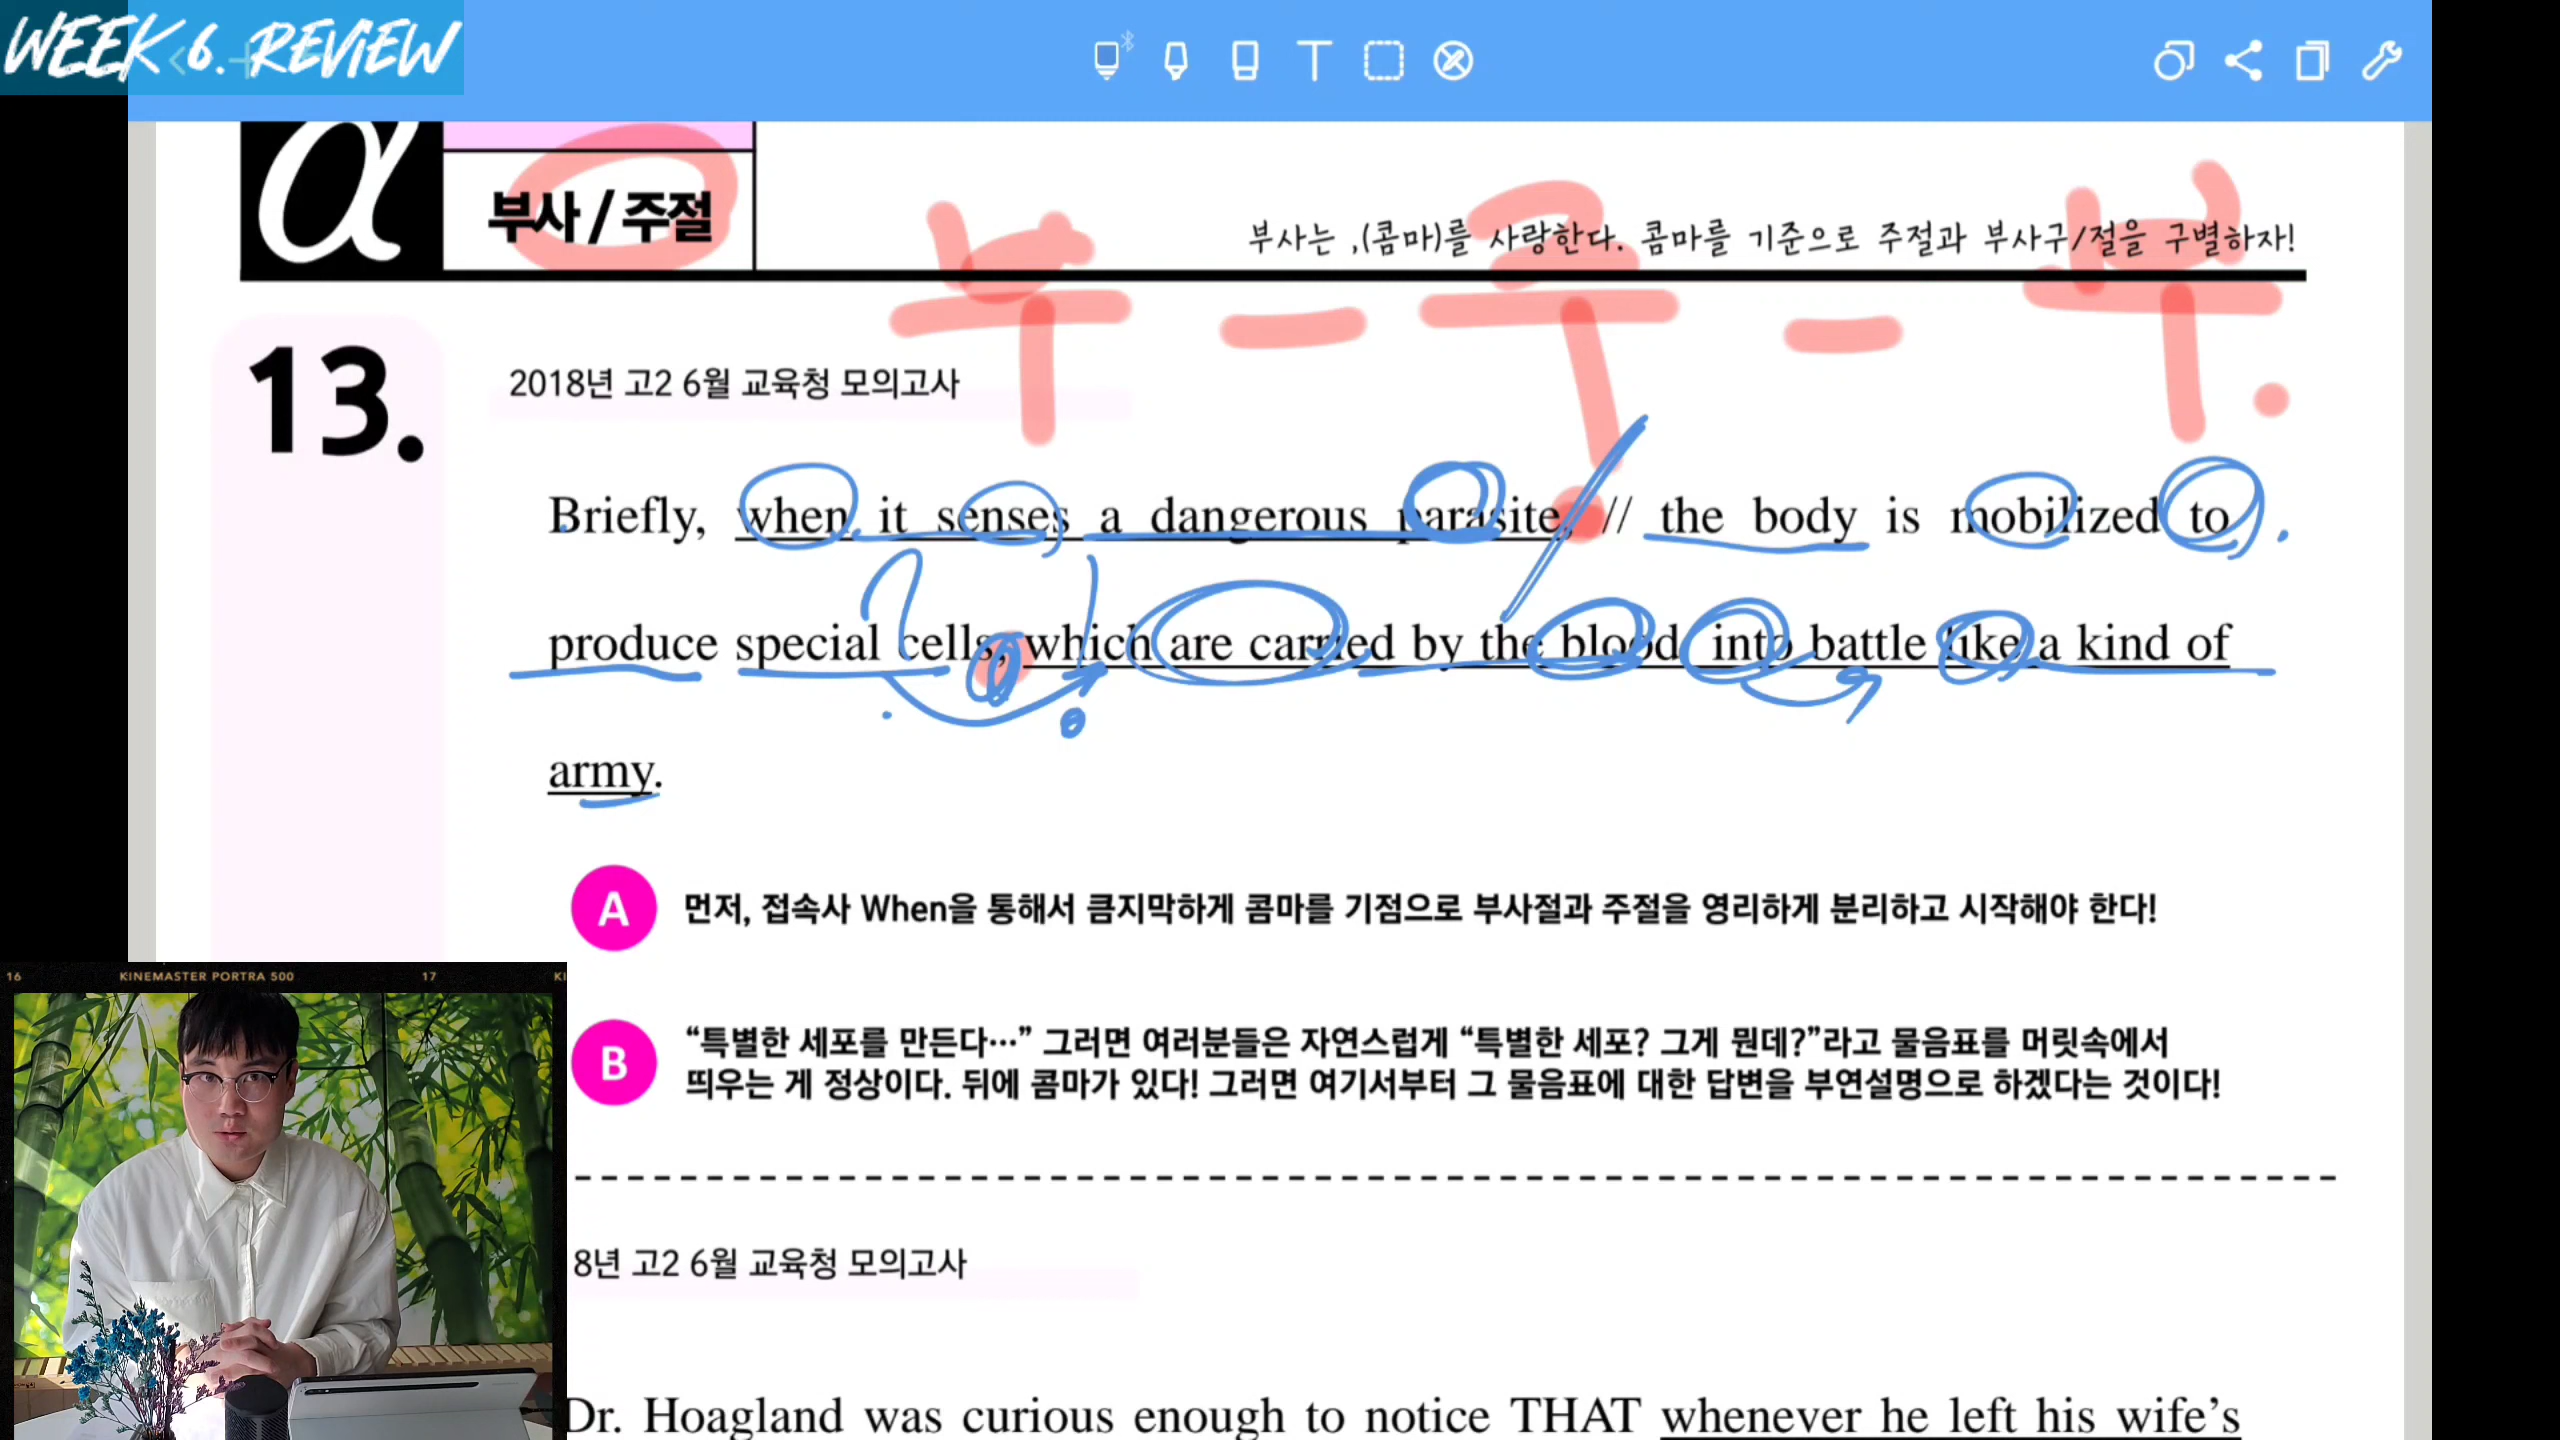 WEEK 6. REVIEW
α
부사 / 주절
부사는 ,(콤마)를 사랑한다. 콤마를 기준으로 주절과 부사구/절을 구별하자!
부 - 주 - 부
13.
2018년 고2 6월 교육청 모의고사
Briefly, when it senses a dangerous parasite, // the body is mobilized to
produce special cells, which are carried by the blood into battle like a kind of
army.
A 먼저, 접속사 When을 통해서 큼지막하게 콤마를 기점으로 부사절과 주절을 영리하게 분리하고 시작해야 한다!
B “특별한 세포를 만든다…” 그러면 여러분들은 자연스럽게 “특별한 세포? 그게 뭔데?”라고 물음표를 머릿속에서
띄우는 게 정상이다. 뒤에 콤마가 있다! 그러면 여기서부터 그 물음표에 대한 답변을 부연설명으로 하겠다는 것이다!
16 KINEMASTER PORTRA 500 17 KI
8년 고2 6월 교육청 모의고사
Dr. Hoagland was curious enough to notice THAT whenever he left his wife’s